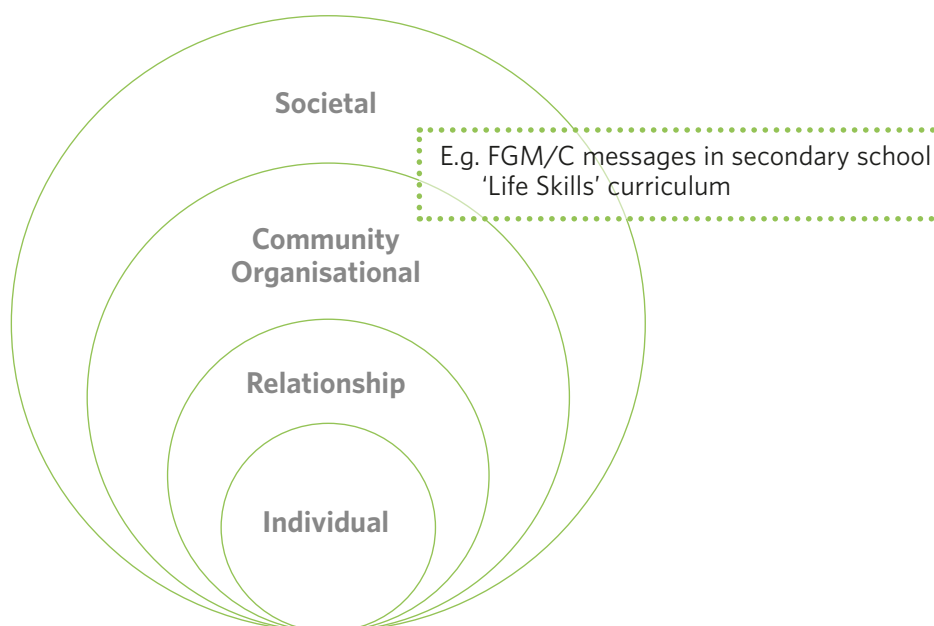 Societal
E.g. FGM/C messages in secondary school
‘Life Skills’ curriculum
Community
Organisational
Relationship
Individual